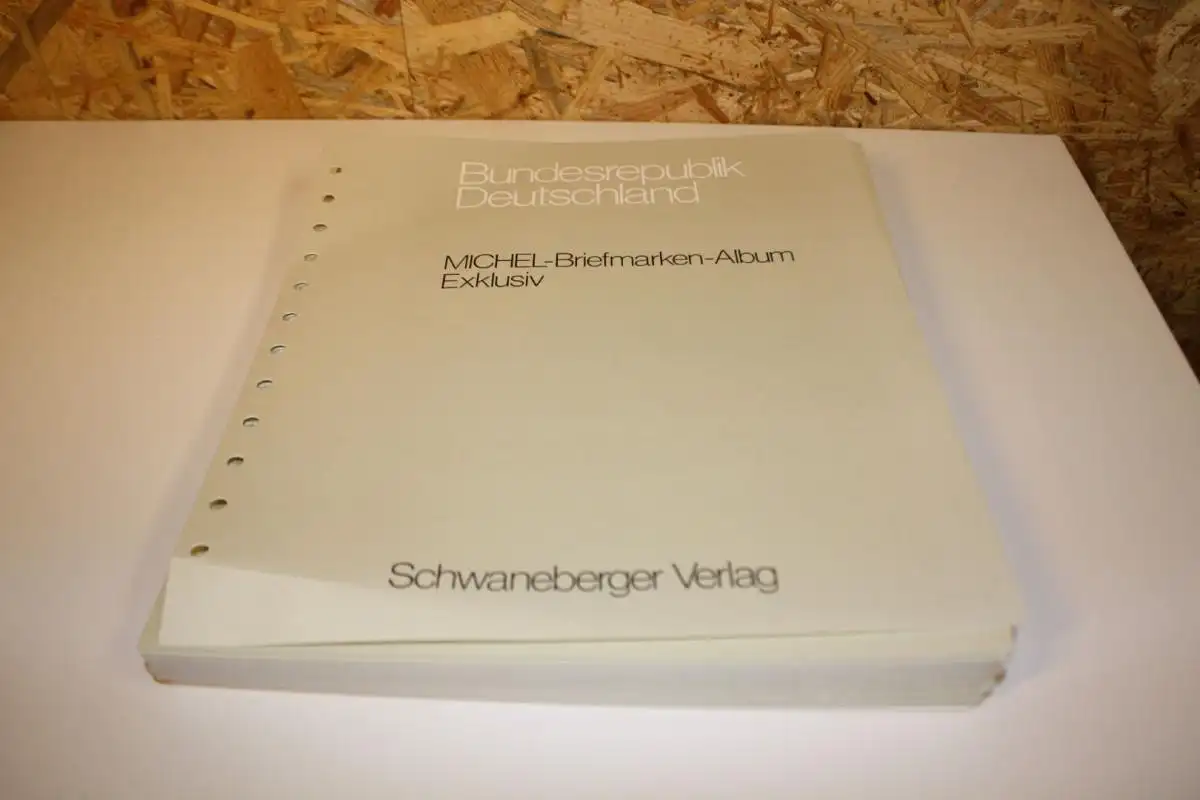 Bundesrepublik
Deutschland
MICHEL-Briefmarken-Album
Exklusiv
Schwaneberger Verlag